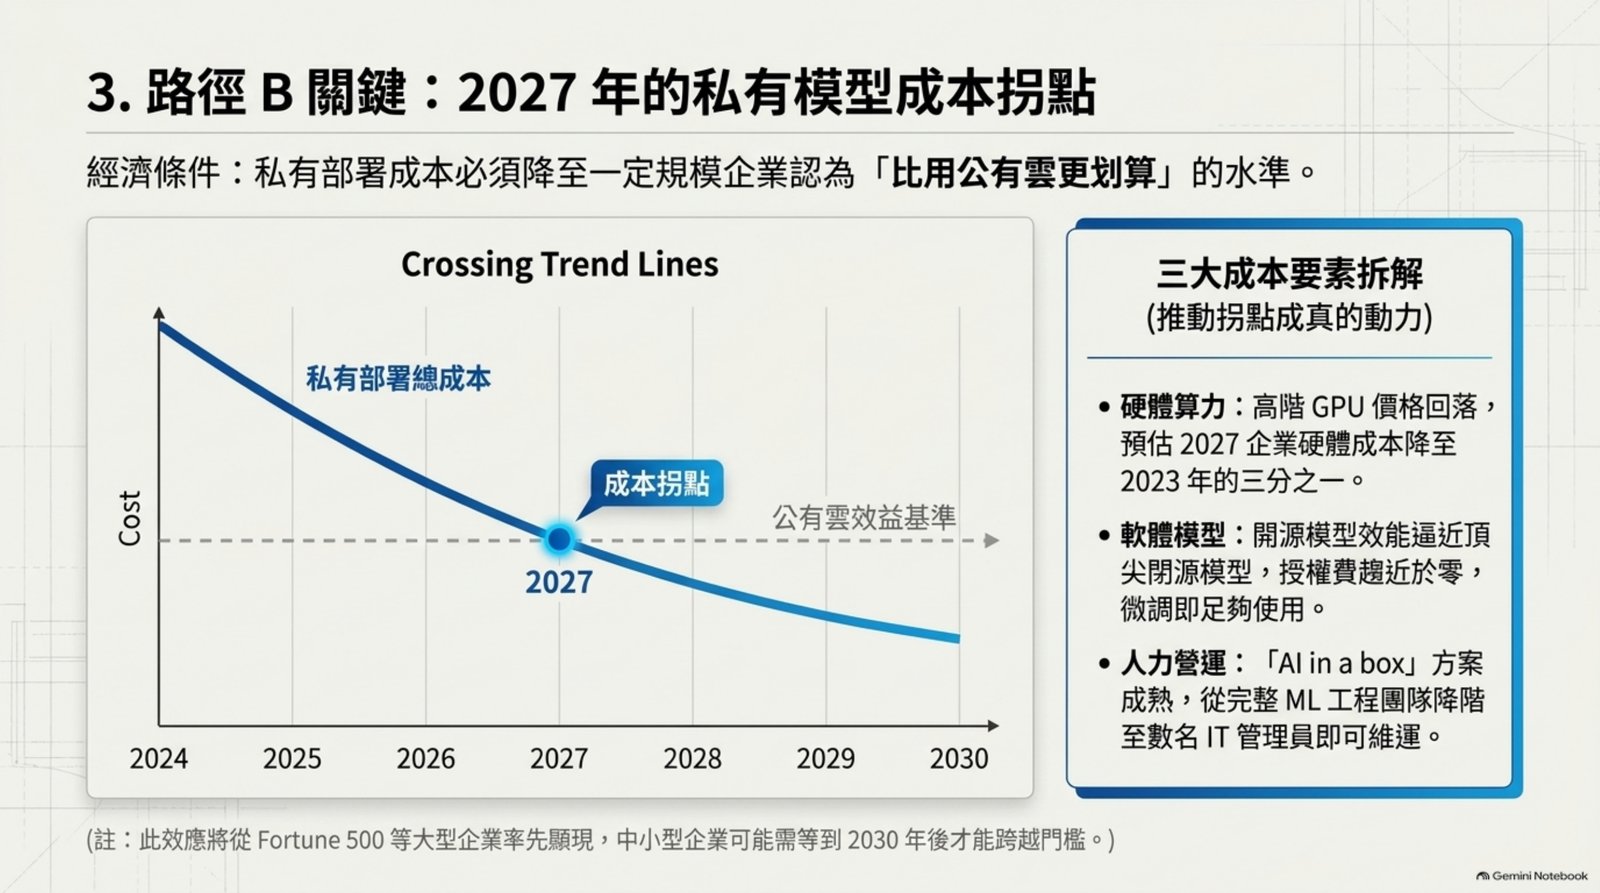 3. 路徑 B 關鍵：2027 年的私有模型成本拐點
經濟條件：私有部署成本必須降至一定規模企業認為「比用公有雲更划算」的水準。
Crossing Trend Lines
私有部署總成本
成本拐點
公有雲效益基準
Cost
2027
2024 2025 2026 2027 2028 2029 2030
三大成本要素拆解
(推動拐點成真的動力)
• 硬體算力：高階 GPU 價格回落，
預估 2027 企業硬體成本降至
2023 年的三分之一。
• 軟體模型：開源模型效能逼近頂
尖閉源模型，授權費趨近於零，
微調即足夠使用。
• 人力營運：「AI in a box」方案
成熟，從完整 ML 工程團隊降階
至數名 IT 管理員即可維運。
(註：此效應將從 Fortune 500 等大型企業率先顯現，中小型企業可能需等到 2030 年後才能跨越門檻。)
Gemini Notebook